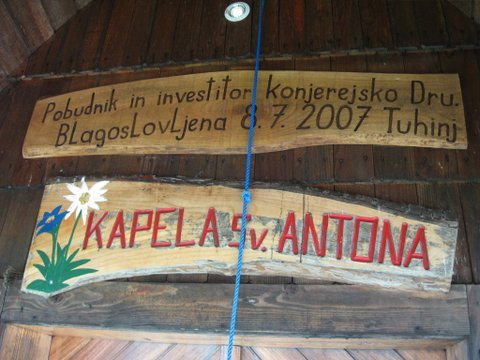 Pobudnik in investitor konjerejsko Dru.
BLagosLovLjena 8.7.2007 Tuhinj
KAPELA Sv. ANTONA